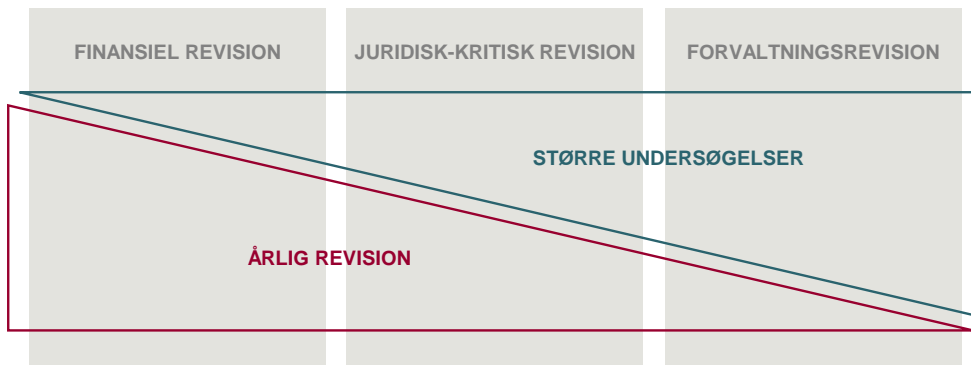 FINANSIEL REVISION
JURIDISK-KRITISK REVISION
FORVALTNINGSREVISION
STØRRE UNDERSØGELSER
ÅRLIG REVISION